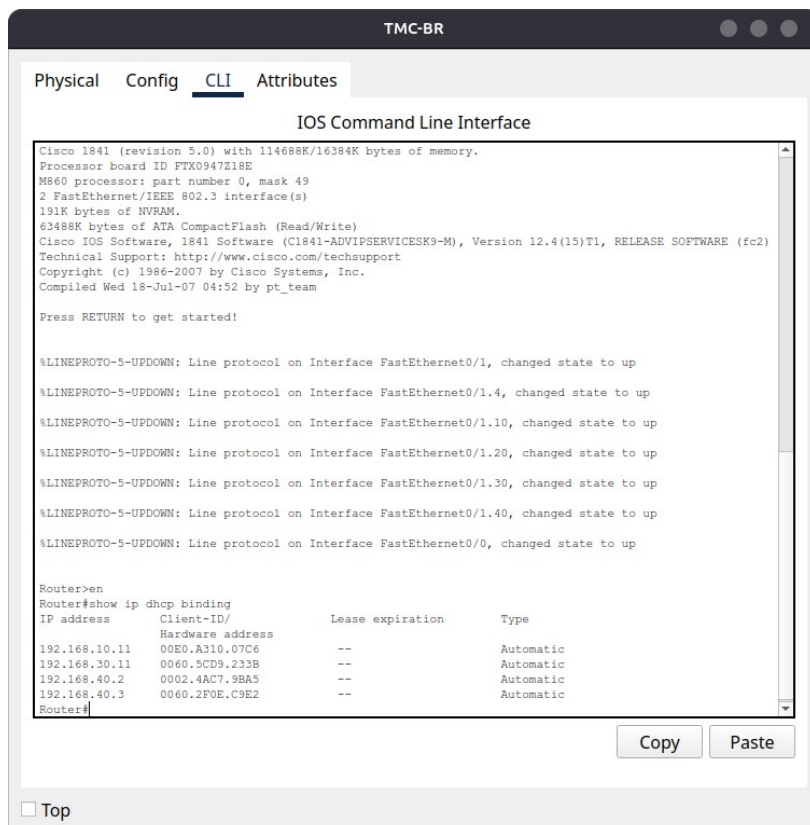 TMC-BR
Physical Config CLI Attributes
IOS Command Line Interface
Cisco 1841 (revision 5.0) with 114688K/16384K bytes of memory.
Processor board ID FTX0947Z18E
M860 processor: part number 0, mask 49
2 FastEthernet/IEEE 802.3 interface(s)
191K bytes of NVRAM.
63488K bytes of ATA CompactFlash (Read/Write)
Cisco IOS Software, 1841 Software (C1841-ADVIPSERVICESK9-M), Version 12.4(15)T1, RELEASE SOFTWARE (fc2)
Technical Support: http://www.cisco.com/techsupport
Copyright (c) 1986-2007 by Cisco Systems, Inc.
Compiled Wed 18-Jul-07 04:52 by pt_team
Press RETURN to get started!
%LINEPROTO-5-UPDOWN: Line protocol on Interface FastEthernet0/1, changed state to up
%LINEPROTO-5-UPDOWN: Line protocol on Interface FastEthernet0/1.4, changed state to up
%LINEPROTO-5-UPDOWN: Line protocol on Interface FastEthernet0/1.10, changed state to up
%LINEPROTO-5-UPDOWN: Line protocol on Interface FastEthernet0/1.20, changed state to up
%LINEPROTO-5-UPDOWN: Line protocol on Interface FastEthernet0/1.30, changed state to up
%LINEPROTO-5-UPDOWN: Line protocol on Interface FastEthernet0/1.40, changed state to up
%LINEPROTO-5-UPDOWN: Line protocol on Interface FastEthernet0/0, changed state to up
Router>en
Router#show ip dhcp binding
IP address Client-ID/ Lease expiration Type
Hardware address
192.168.10.11 00E0.A310.07C6 -- Automatic
192.168.30.11 0060.5CD9.233B -- Automatic
192.168.40.2 0002.4AC7.9BA5 -- Automatic
192.168.40.3 0060.2F0E.C9E2 -- Automatic
Router#
Copy Paste
Top